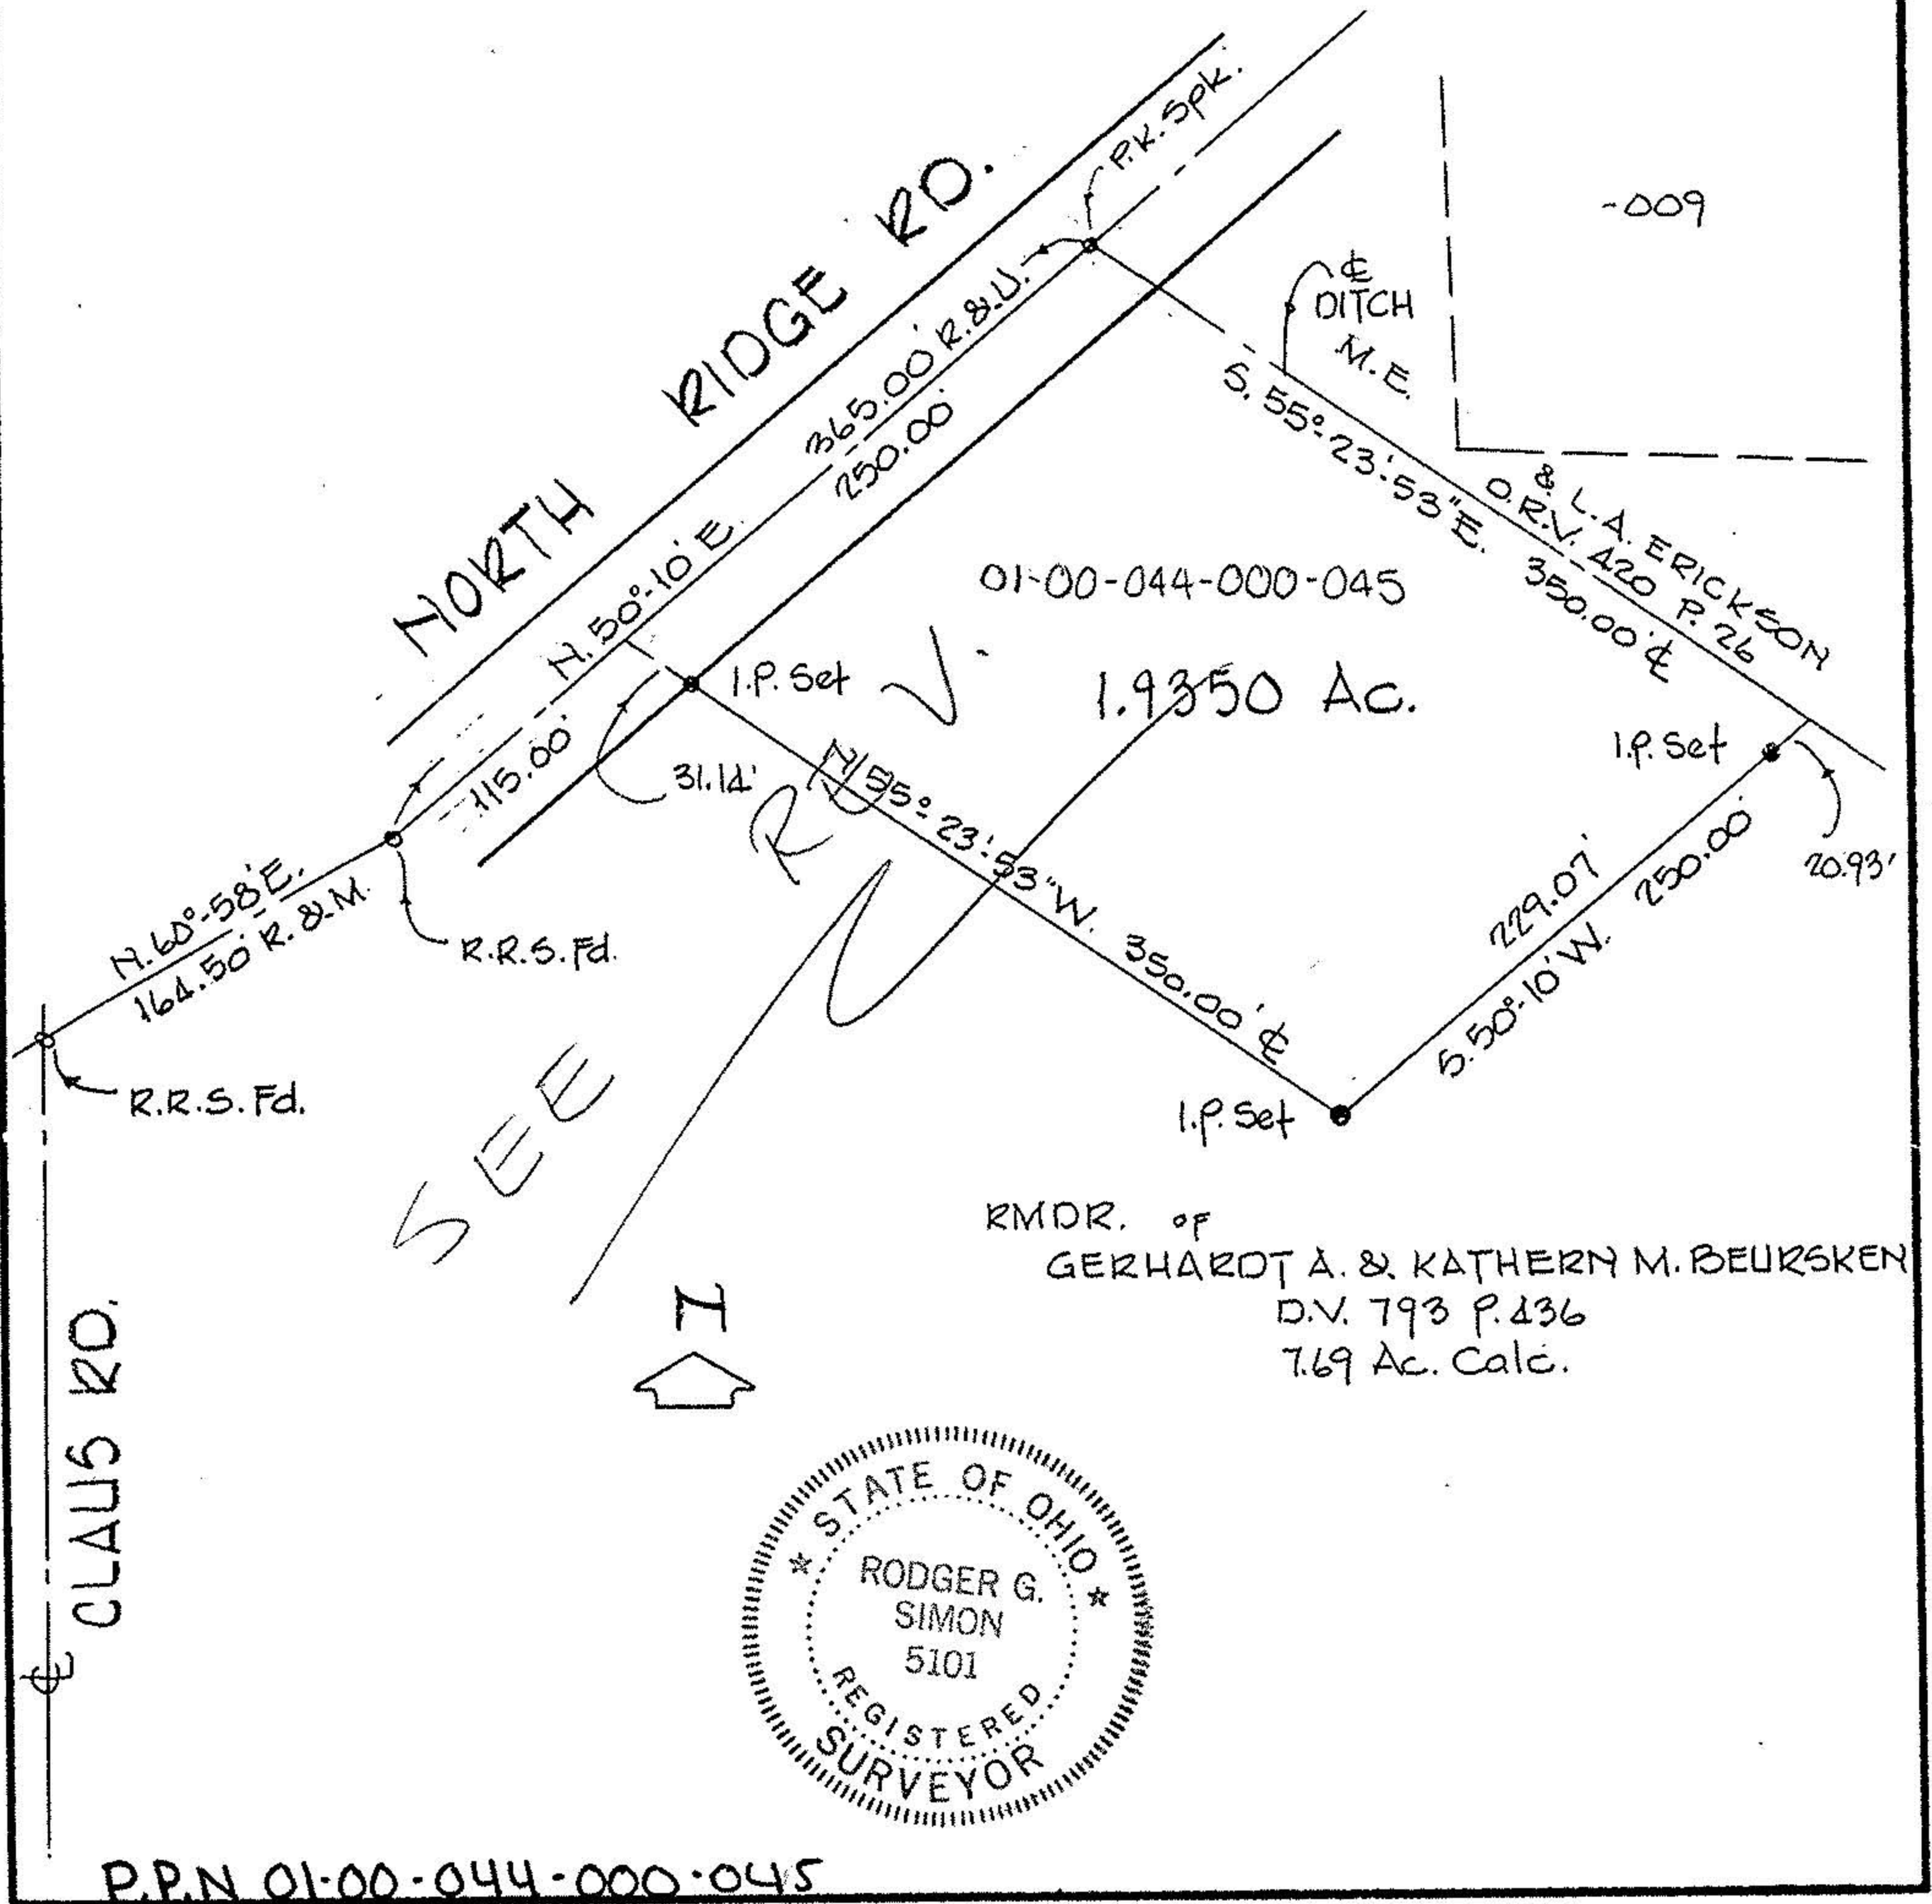 NORTH RIDGE RD.
P.K. Spk.
-009
℄
DITCH
M.E.
365.00' R.&U.
250.00'
N. 50°-10' E.
S. 55°-23'-53" E. 350.00' ℄
& L.A. ERICKSON
O.R.V. 420 P. 26
01-00-044-000-045
I.P. Set
1.9350 Ac.
115.00'
31.14'
I.P. Set
20.93'
N 55°-23'-53" W. 350.00' ℄
229.07'
S. 50°-10' W. 250.00'
N. 60°-58' E.
164.50' R. & M.
R.R.S. Fd.
R.R.S. Fd.
I.P. Set
SEE
RMDR. OF
GERHARDT A. & KATHERN M. BEURSKEN
D.V. 793 P. 436
7.69 Ac. Calc.
N
CLAUS RD.
℄
STATE OF OHIO
RODGER G.
SIMON
5101
REGISTERED
SURVEYOR
P.P.N 01-00-044-000-045